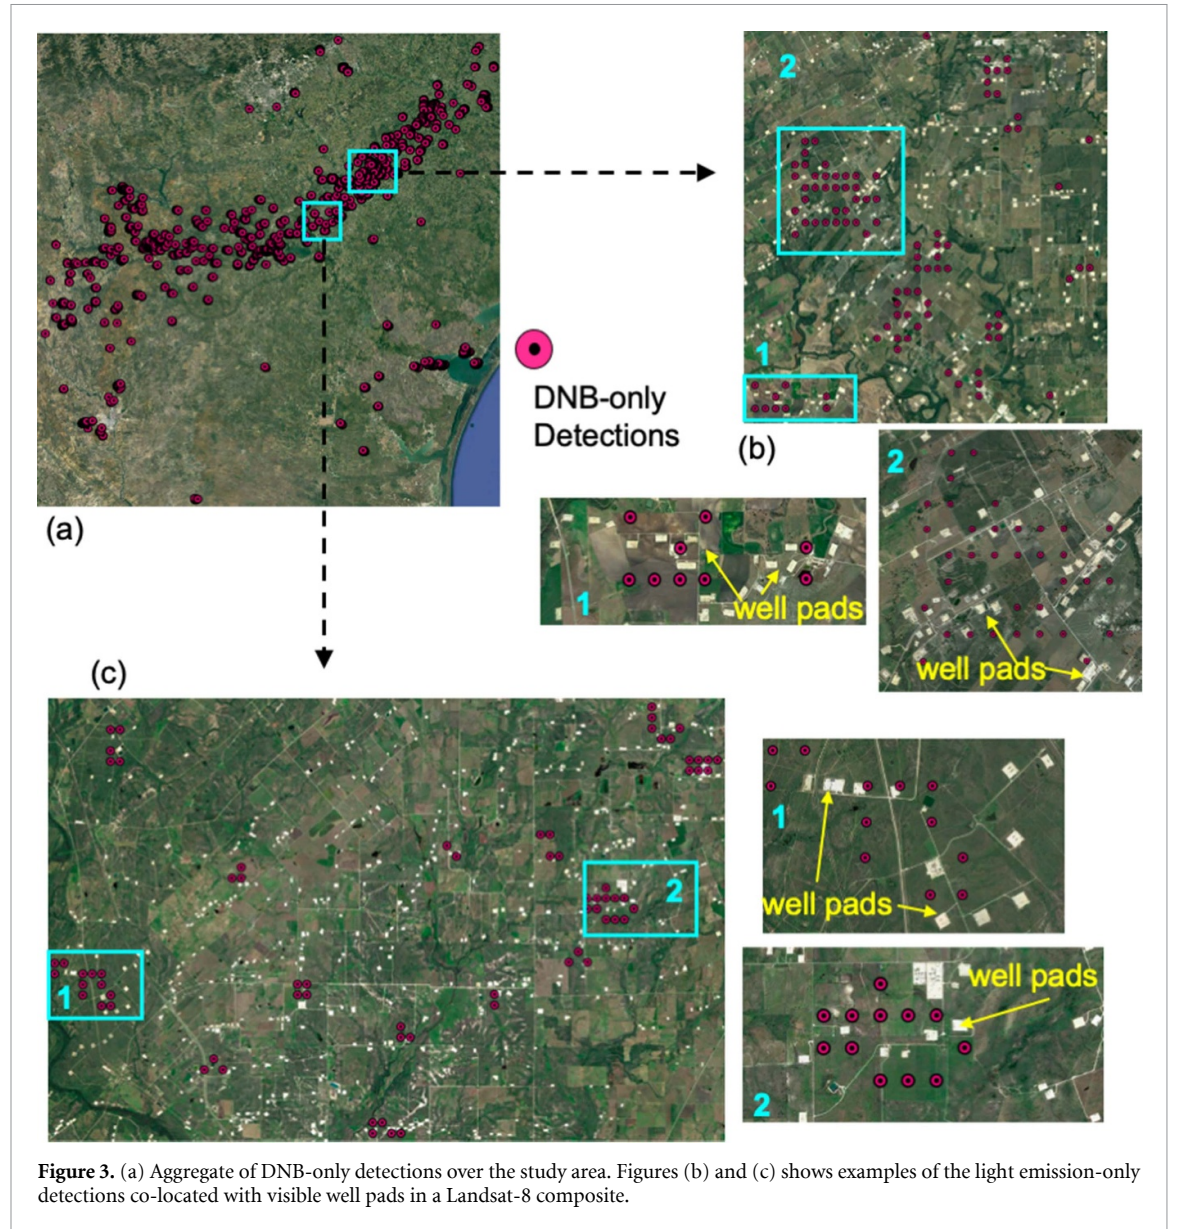 2
1
DNB-only
Detections
(b)
(a)
2
1
well pads
well pads
(c)
1
2
1
well pads
well pads
2
Figure 3. (a) Aggregate of DNB-only detections over the study area. Figures (b) and (c) shows examples of the light emission-only
detections co-located with visible well pads in a Landsat-8 composite.